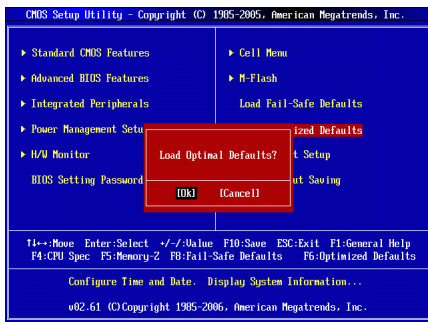 CMOS Setup Utility - Copyright (C) 1985-2005, American Megatrends, Inc.
Standard CMOS Features
Cell Menu
Advanced BIOS Features
M-Flash
Integrated Peripherals
Load Fail-Safe Defaults
Power Management Setu
ized Defaults
H/W Monitor
Load Optimal Defaults?
t Setup
BIOS Setting Password
ut Saving
[Ok] [Cancel]
↑↓←→:Move Enter:Select +/-/:Value F10:Save ESC:Exit F1:General Help
F4:CPU Spec F5:Memory-Z F8:Fail-Safe Defaults F6:Optimized Defaults
Configure Time and Date. Display System Information...
v02.61 (C)Copyright 1985-2006, American Megatrends, Inc.